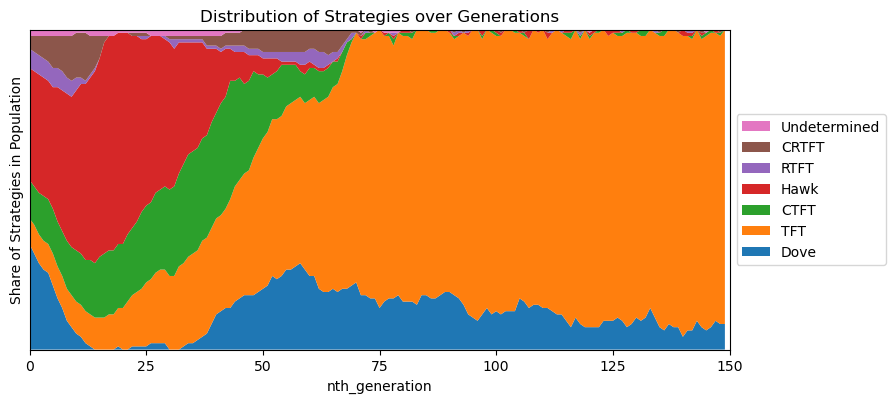 Distribution of Strategies over Generations
Share of Strategies in Population
Undetermined
CRTFT
RTFT
Hawk
CTFT
TFT
Dove
0 25 50 75 100 125 150
nth_generation